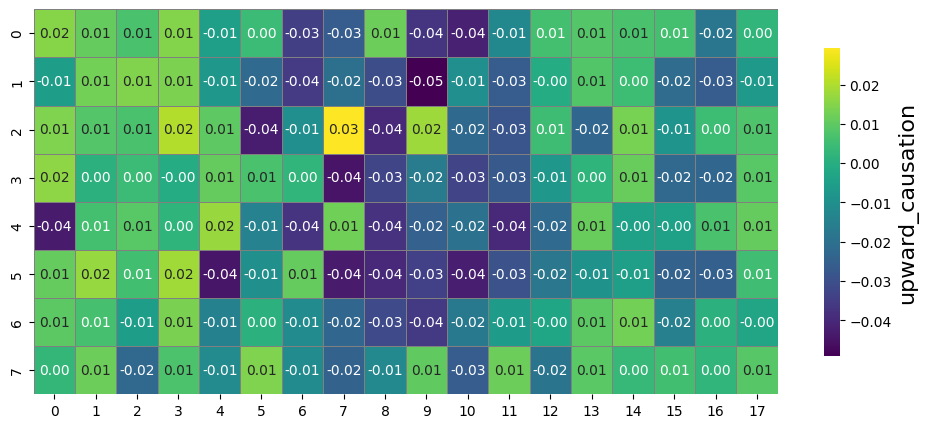 0 0.02 0.01 0.01 0.01 -0.01 0.00 -0.03 -0.03 0.01 -0.04 -0.04 -0.01 0.01 0.01 0.01 0.01 -0.02 0.00
1 -0.01 0.01 0.01 0.01 -0.01 -0.02 -0.04 -0.02 -0.03 -0.05 -0.01 -0.03 -0.00 0.01 0.00 -0.02 -0.03 -0.01
2 0.01 0.01 0.01 0.02 0.01 -0.04 -0.01 0.03 -0.04 0.02 -0.02 -0.03 0.01 -0.02 0.01 -0.01 0.00 0.01
3 0.02 0.00 0.00 -0.00 0.01 0.01 0.00 -0.04 -0.03 -0.02 -0.03 -0.03 -0.01 0.00 0.01 -0.02 -0.02 0.01
4 -0.04 0.01 0.01 0.00 0.02 -0.01 -0.04 0.01 -0.04 -0.02 -0.02 -0.04 -0.02 0.01 -0.00 -0.00 0.01 0.01
5 0.01 0.02 0.01 0.02 -0.04 -0.01 0.01 -0.04 -0.04 -0.03 -0.04 -0.03 -0.02 -0.01 -0.01 -0.02 -0.03 0.01
6 0.01 0.01 -0.01 0.01 -0.01 0.00 -0.01 -0.02 -0.03 -0.04 -0.02 -0.01 -0.00 0.01 0.01 -0.02 0.00 -0.00
7 0.00 0.01 -0.02 0.01 -0.01 0.01 -0.01 -0.02 -0.01 0.01 -0.03 0.01 -0.02 0.01 0.00 0.01 0.00 0.01
0 1 2 3 4 5 6 7 8 9 10 11 12 13 14 15 16 17
0.02
0.01
0.00
−0.01
−0.02
−0.03
−0.04
upward_causation